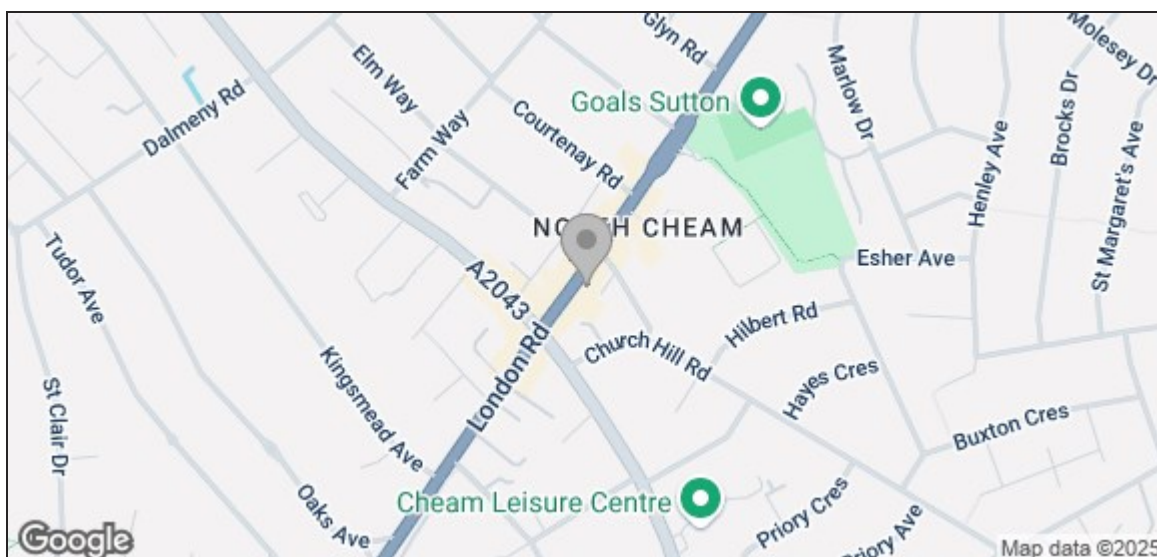 Glyn Rd
Molesey Dr
Elm Way
Goals Sutton
Marlow Dr
Brocks Dr
Dalmeny Rd
Farm Way
Courtenay Rd
Henley Ave
St Margaret's Ave
NORTH CHEAM
Esher Ave
Tudor Ave
A2043
Hilbert Rd
Church Hill Rd
London Rd
Kingsmead Ave
Hayes Cres
St Clair Dr
Buxton Cres
Oaks Ave
Cheam Leisure Centre
Priory Cres
Priory Ave
Google
Map data ©2025